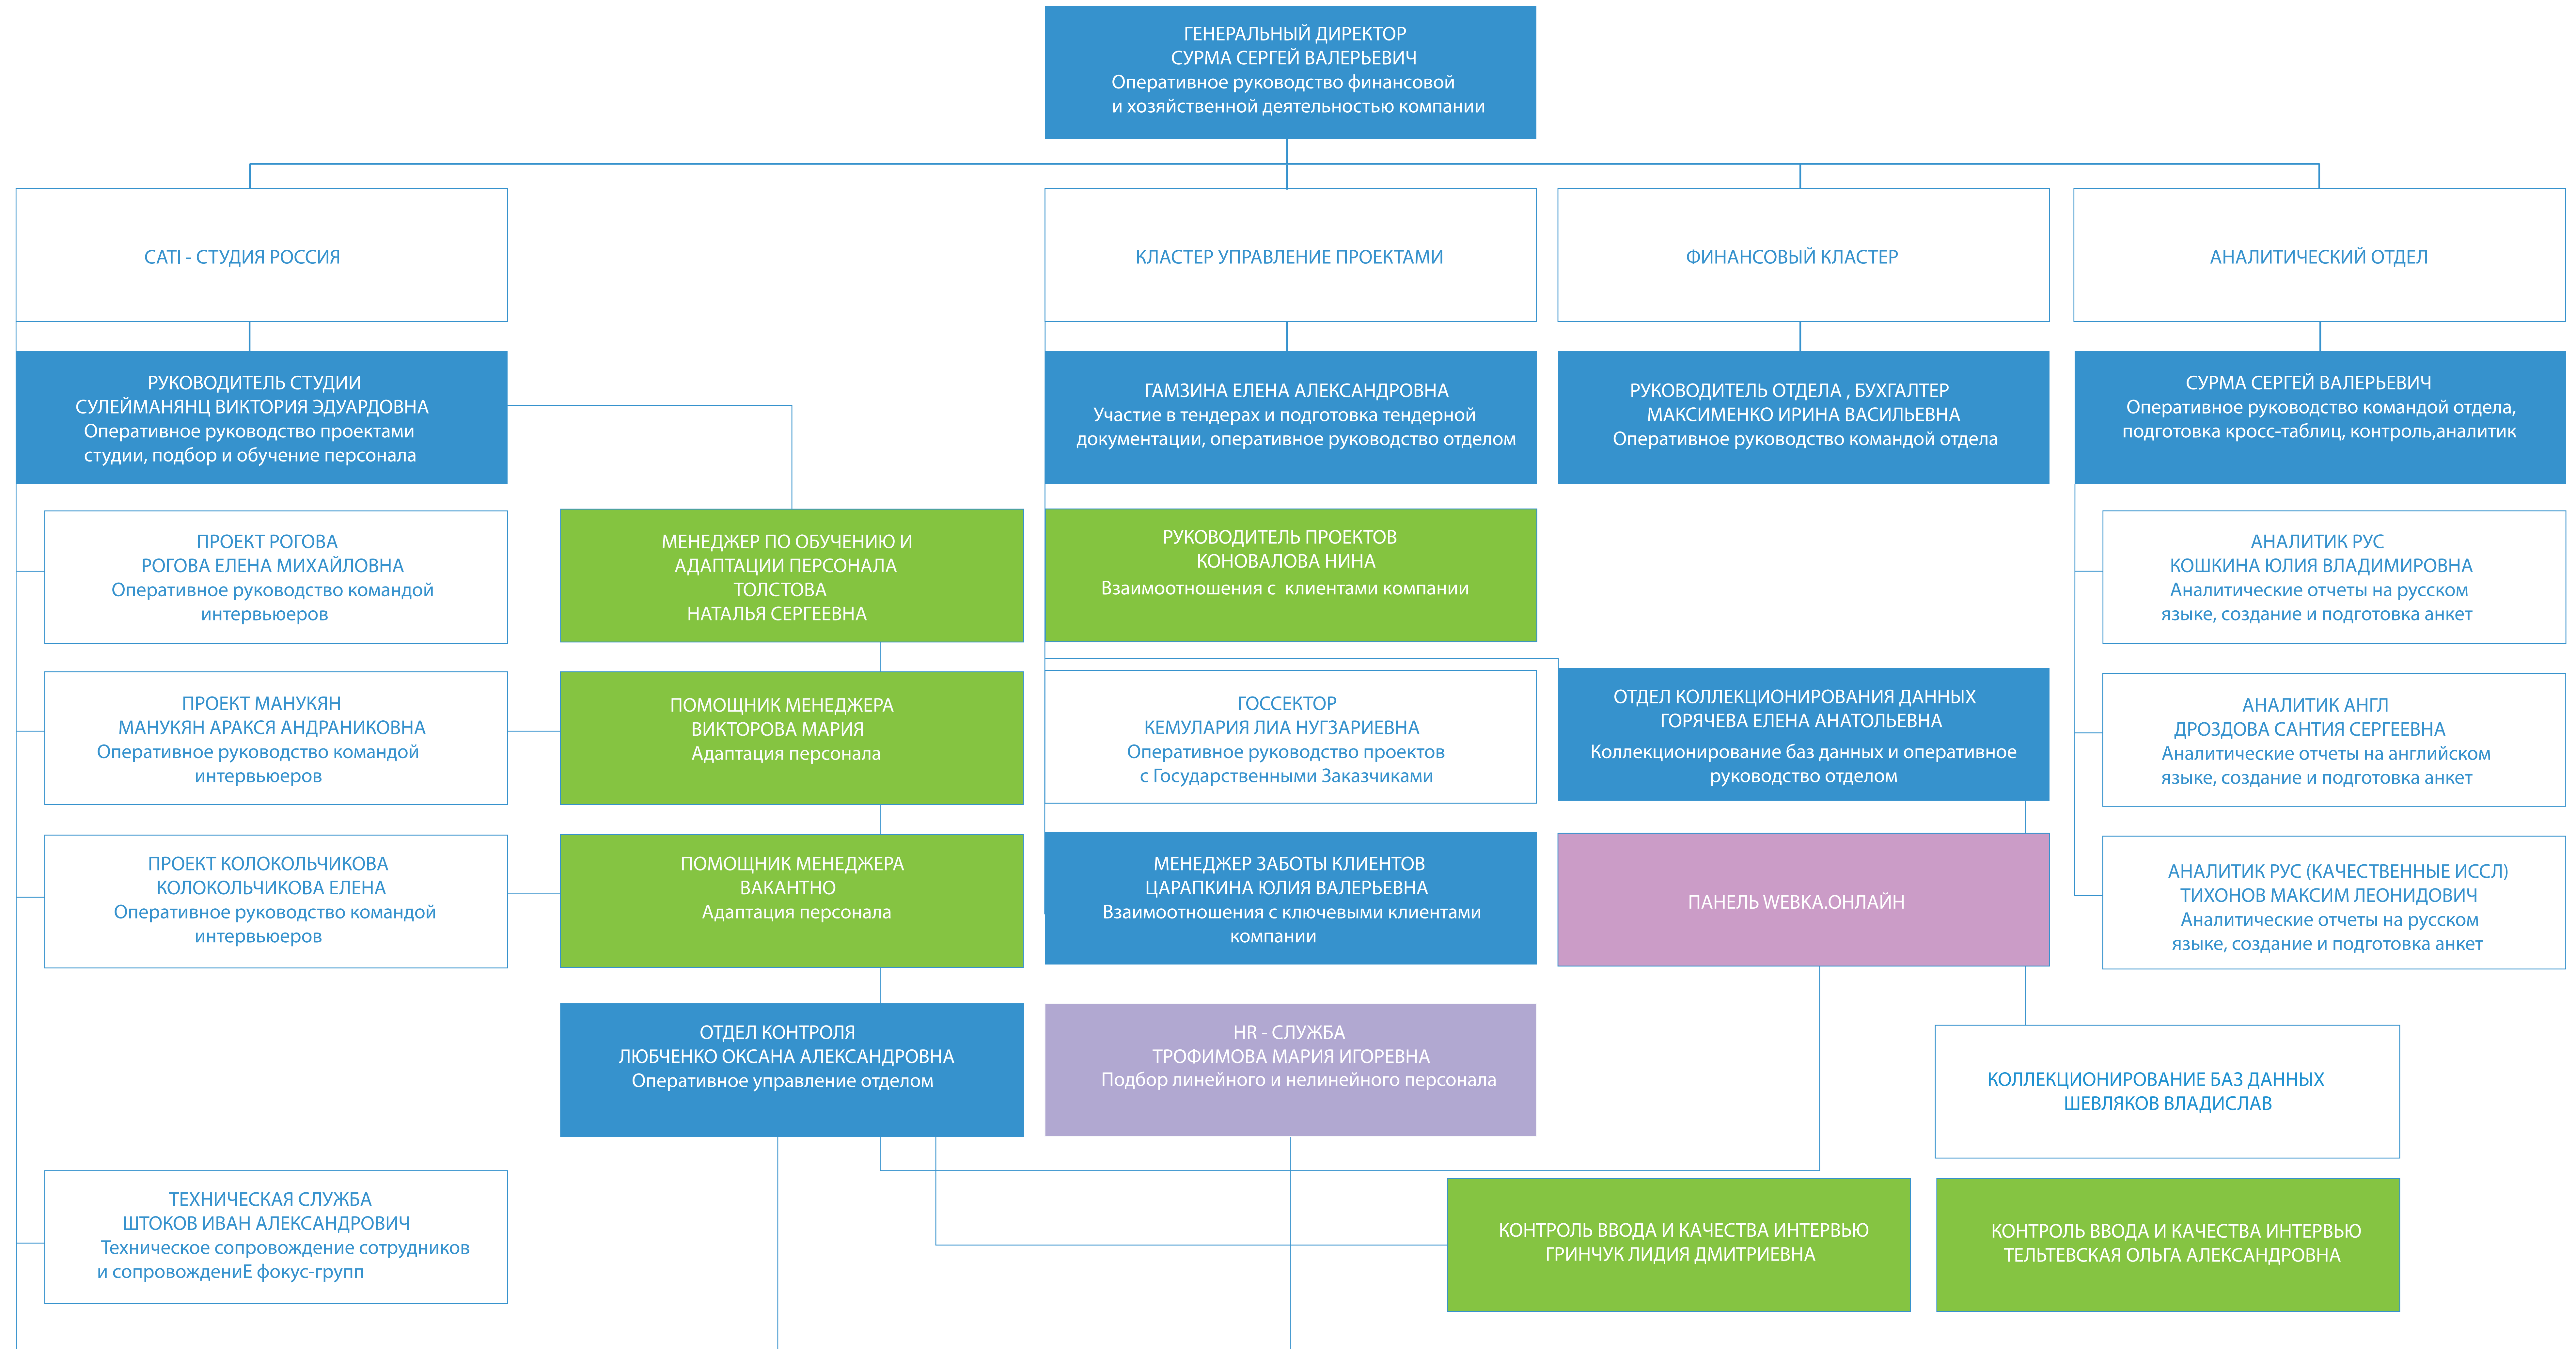 ГЕНЕРАЛЬНЫЙ ДИРЕКТОР
СУРМА СЕРГЕЙ ВАЛЕРЬЕВИЧ
Оперативное руководство финансовой
и хозяйственной деятельностью компании
CATI - СТУДИЯ РОССИЯ
КЛАСТЕР УПРАВЛЕНИЕ ПРОЕКТАМИ
ФИНАНСОВЫЙ КЛАСТЕР
АНАЛИТИЧЕСКИЙ ОТДЕЛ
РУКОВОДИТЕЛЬ СТУДИИ
СУЛЕЙМАНЯНЦ ВИКТОРИЯ ЭДУАРДОВНА
Оперативное руководство проектами
студии, подбор и обучение персонала
ГАМЗИНА ЕЛЕНА АЛЕКСАНДРОВНА
Участие в тендерах и подготовка тендерной
документации, оперативное руководство отделом
РУКОВОДИТЕЛЬ ОТДЕЛА , БУХГАЛТЕР
МАКСИМЕНКО ИРИНА ВАСИЛЬЕВНА
Оперативное руководство командой отдела
СУРМА СЕРГЕЙ ВАЛЕРЬЕВИЧ
Оперативное руководство командой отдела,
подготовка кросс-таблиц, контроль,аналитик
ПРОЕКТ РОГОВА
РОГОВА ЕЛЕНА МИХАЙЛОВНА
Оперативное руководство командой
интервьюеров
МЕНЕДЖЕР ПО ОБУЧЕНИЮ И
АДАПТАЦИИ ПЕРСОНАЛА
ТОЛСТОВА
НАТАЛЬЯ СЕРГЕЕВНА
РУКОВОДИТЕЛЬ ПРОЕКТОВ
КОНОВАЛОВА НИНА
Взаимоотношения с клиентами компании
АНАЛИТИК РУС
КОШКИНА ЮЛИЯ ВЛАДИМИРОВНА
Аналитические отчеты на русском
языке, создание и подготовка анкет
ПРОЕКТ МАНУКЯН
МАНУКЯН АРАКСЯ АНДРАНИКОВНА
Оперативное руководство командой
интервьюеров
ПОМОЩНИК МЕНЕДЖЕРА
ВИКТОРОВА МАРИЯ
Адаптация персонала
ГОССЕКТОР
КЕМУЛАРИЯ ЛИА НУГЗАРИЕВНА
Оперативное руководство проектов
с Государственными Заказчиками
ОТДЕЛ КОЛЛЕКЦИОНИРОВАНИЯ ДАННЫХ
ГОРЯЧЕВА ЕЛЕНА АНАТОЛЬЕВНА
Коллекционирование баз данных и оперативное
руководство отделом
АНАЛИТИК АНГЛ
ДРОЗДОВА САНТИЯ СЕРГЕЕВНА
Аналитические отчеты на английском
языке, создание и подготовка анкет
ПРОЕКТ КОЛОКОЛЬЧИКОВА
КОЛОКОЛЬЧИКОВА ЕЛЕНА
Оперативное руководство командой
интервьюеров
ПОМОЩНИК МЕНЕДЖЕРА
ВАКАНТНО
Адаптация персонала
МЕНЕДЖЕР ЗАБОТЫ КЛИЕНТОВ
ЦАРАПКИНА ЮЛИЯ ВАЛЕРЬЕВНА
Взаимоотношения с ключевыми клиентами
компании
ПАНЕЛЬ WEBKA.ОНЛАЙН
АНАЛИТИК РУС (КАЧЕСТВЕННЫЕ ИССЛ)
ТИХОНОВ МАКСИМ ЛЕОНИДОВИЧ
Аналитические отчеты на русском
языке, создание и подготовка анкет
ОТДЕЛ КОНТРОЛЯ
ЛЮБЧЕНКО ОКСАНА АЛЕКСАНДРОВНА
Оперативное управление отделом
HR - СЛУЖБА
ТРОФИМОВА МАРИЯ ИГОРЕВНА
Подбор линейного и нелинейного персонала
КОЛЛЕКЦИОНИРОВАНИЕ БАЗ ДАННЫХ
ШЕВЛЯКОВ ВЛАДИСЛАВ
ТЕХНИЧЕСКАЯ СЛУЖБА
ШТОКОВ ИВАН АЛЕКСАНДРОВИЧ
Техническое сопровождение сотрудников
и сопровождениЕ фокус-групп
КОНТРОЛЬ ВВОДА И КАЧЕСТВА ИНТЕРВЬЮ
ГРИНЧУК ЛИДИЯ ДМИТРИЕВНА
КОНТРОЛЬ ВВОДА И КАЧЕСТВА ИНТЕРВЬЮ
ТЕЛЬТЕВСКАЯ ОЛЬГА АЛЕКСАНДРОВНА